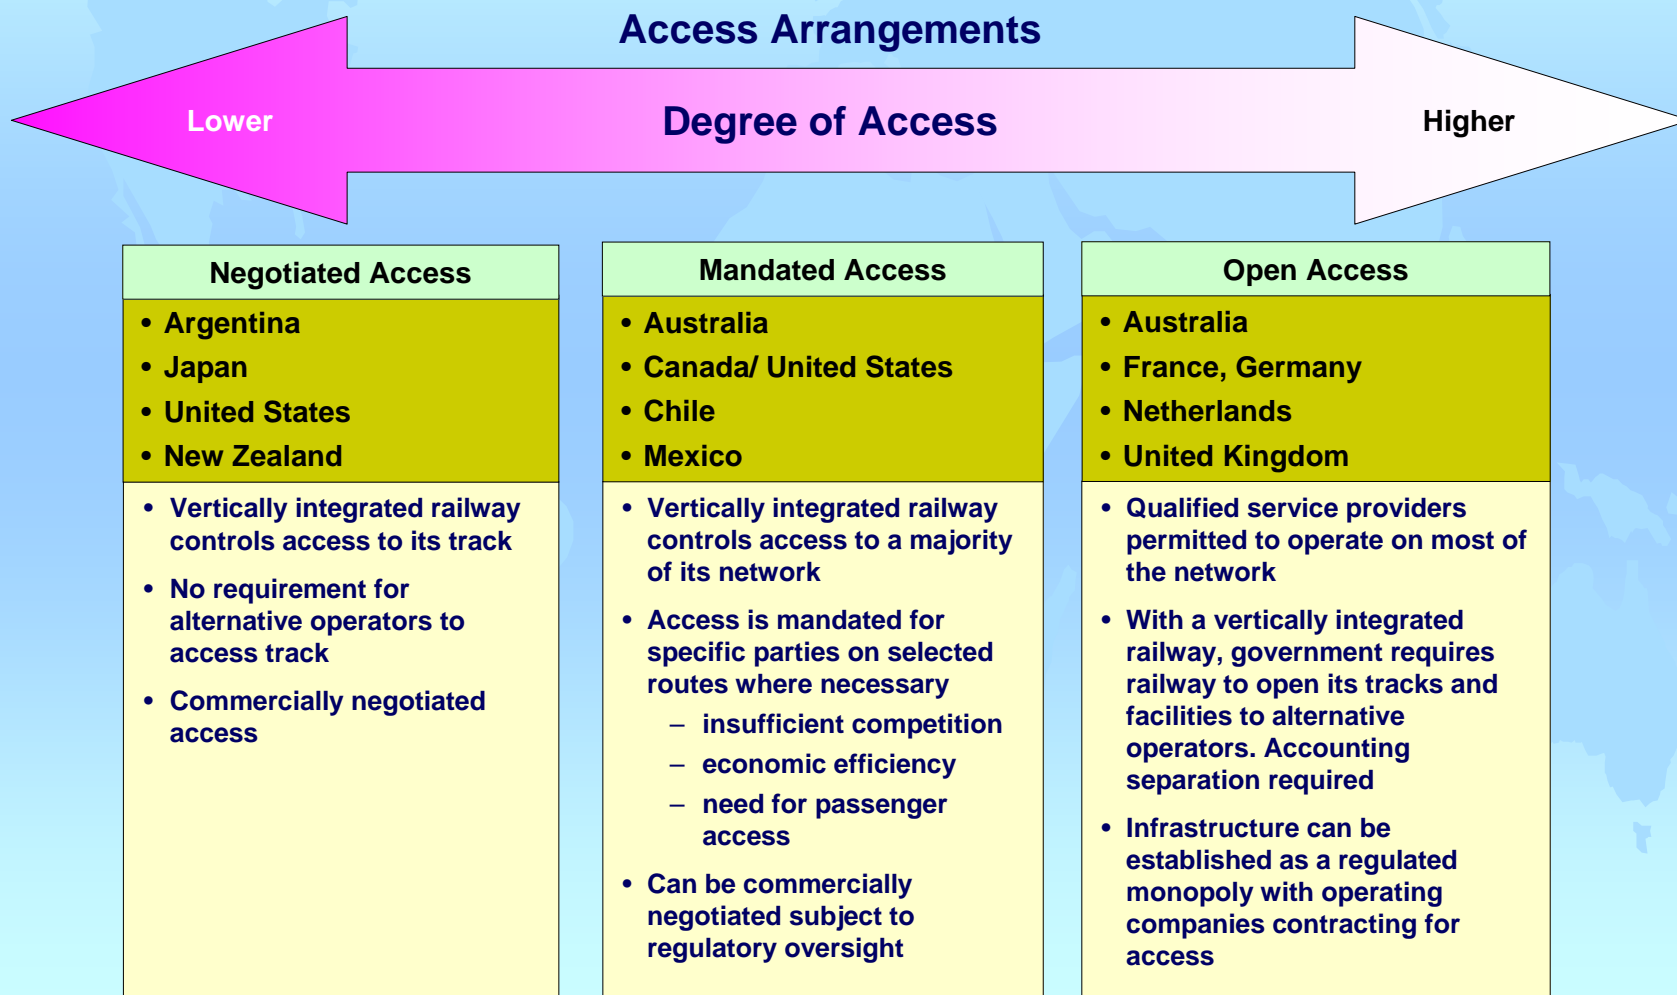 Access Arrangements
Lower
Degree of Access
Higher
Negotiated Access
• Argentina
• Japan
• United States
• New Zealand
• Vertically integrated railway
controls access to its track
• No requirement for
alternative operators to
access track
• Commercially negotiated
access
Mandated Access
• Australia
• Canada/ United States
• Chile
• Mexico
• Vertically integrated railway
controls access to a majority
of its network
• Access is mandated for
specific parties on selected
routes where necessary
– insufficient competition
– economic efficiency
– need for passenger
access
• Can be commercially
negotiated subject to
regulatory oversight
Open Access
• Australia
• France, Germany
• Netherlands
• United Kingdom
• Qualified service providers
permitted to operate on most of
the network
• With a vertically integrated
railway, government requires
railway to open its tracks and
facilities to alternative
operators. Accounting
separation required
• Infrastructure can be
established as a regulated
monopoly with operating
companies contracting for
access